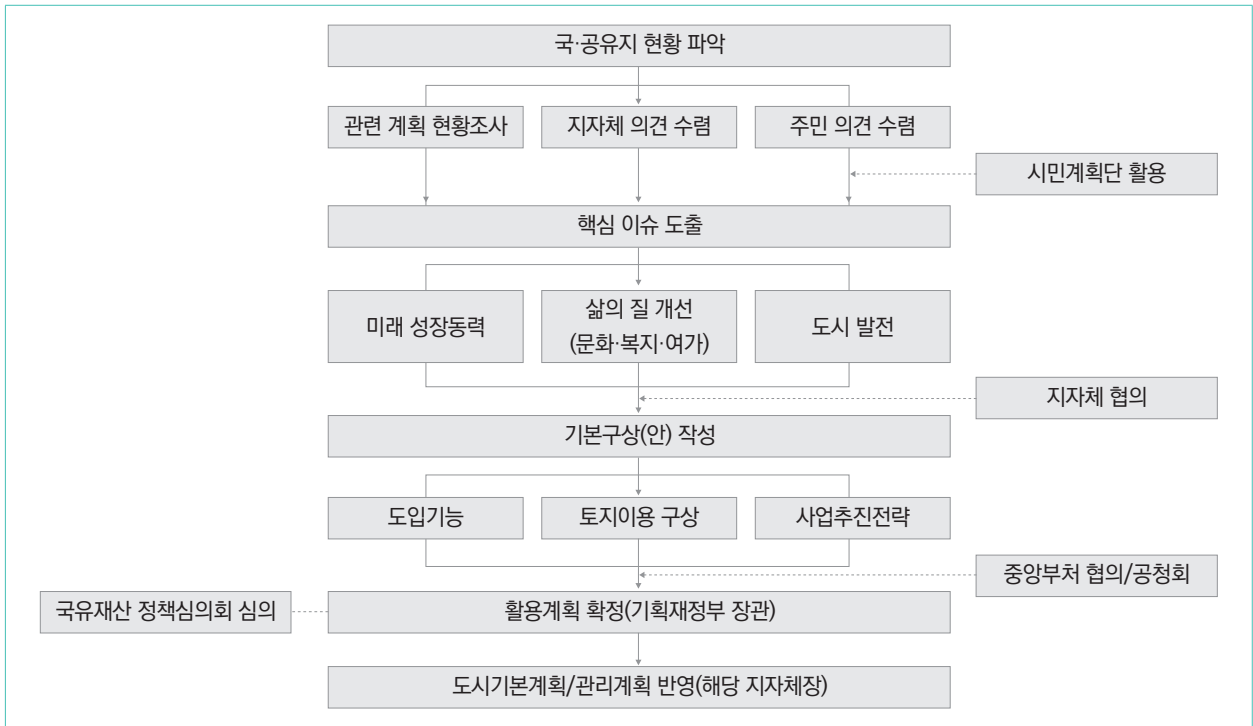 국·공유지 현황 파악
관련 계획 현황조사
지자체 의견 수렴
주민 의견 수렴
시민계획단 활용
핵심 이슈 도출
미래 성장동력
삶의 질 개선
(문화·복지·여가)
도시 발전
지자체 협의
기본구상(안) 작성
도입기능
토지이용 구상
사업추진전략
중앙부처 협의/공청회
국유재산 정책심의회 심의
활용계획 확정(기획재정부 장관)
도시기본계획/관리계획 반영(해당 지자체장)